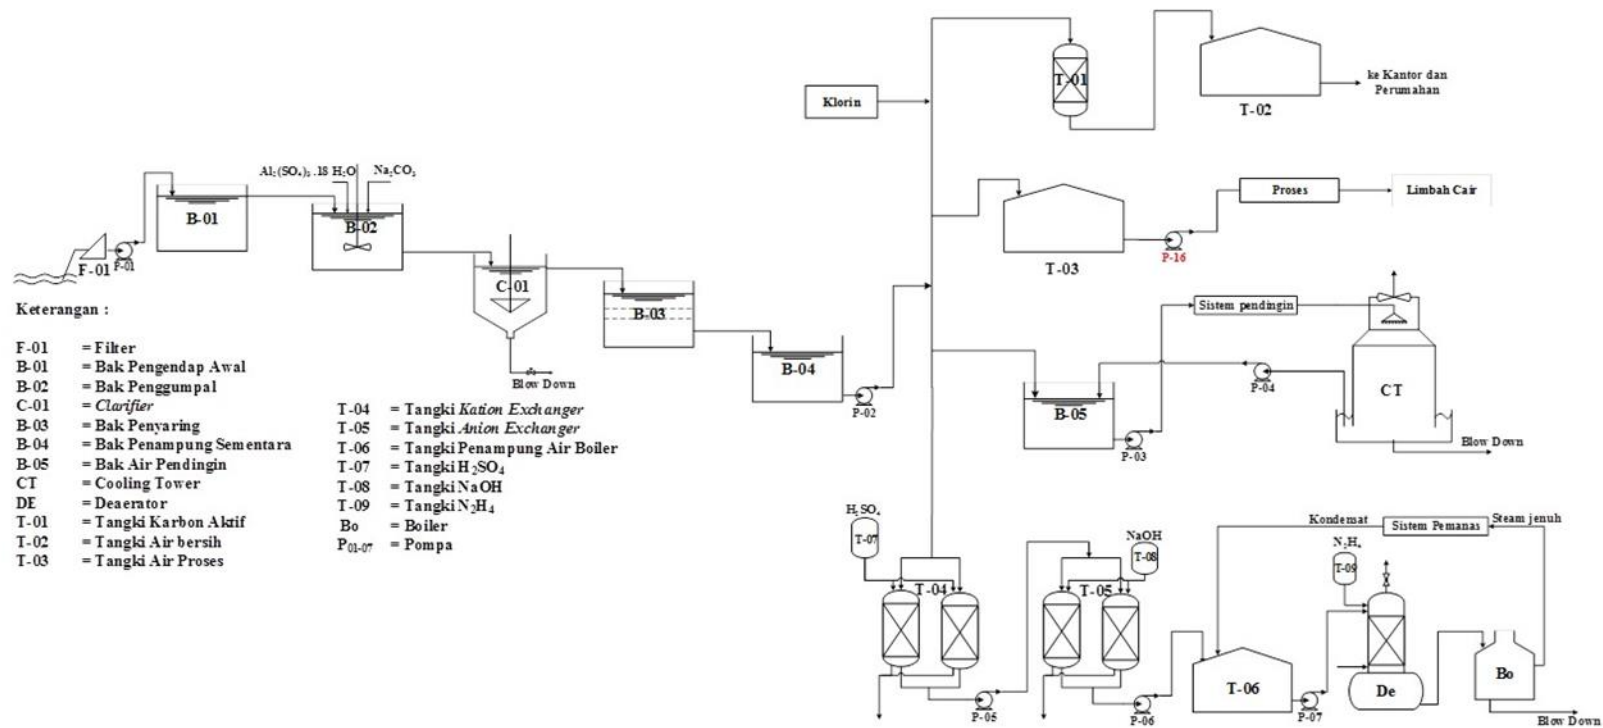 ke Kantor dan
Perumahan
T-01
T-02
Klorin
Al₂(SO₄)₃ .18 H₂O
Na₂CO₃
B-01
B-02
F-01
P-01
C-01
B-03
B-04
Blow Down
P-02
T-03
P-16
Proses
Limbah Cair
Sistem pendingin
B-05
P-03
P-04
CT
Blow Down
Keterangan :
F-01 = Filter
B-01 = Bak Pengendap Awal
B-02 = Bak Penggumpal
C-01 = Clarifier
B-03 = Bak Penyaring
B-04 = Bak Penampung Sementara
B-05 = Bak Air Pendingin
CT = Cooling Tower
DE = Deaerator
T-01 = Tangki Karbon Aktif
T-02 = Tangki Air bersih
T-03 = Tangki Air Proses
T-04 = Tangki Kation Exchanger
T-05 = Tangki Anion Exchanger
T-06 = Tangki Penampung Air Boiler
T-07 = Tangki H₂SO₄
T-08 = Tangki NaOH
T-09 = Tangki N₂H₄
Bo = Boiler
P₀₁₋₀₇ = Pompa
H₂SO₄
T-07
T-04
P-05
NaOH
T-08
T-05
P-06
Kondensat
Sistem Pemanas
Steam jenuh
N₂H₄
T-09
T-06
P-07
De
Bo
Blow Down